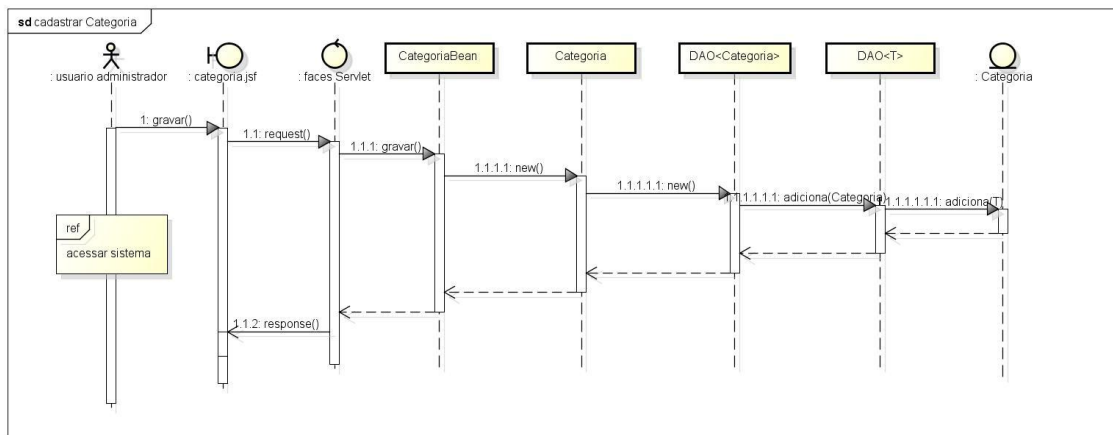 sd cadastrar Categoria
: usuario administrador
: categoria.jsf
: faces Servlet
CategoriaBean
Categoria
DAO<Categoria>
DAO<T>
: Categoria
1: gravar()
1.1: request()
1.1.1: gravar()
1.1.1.1: new()
1.1.1.1.1: new()
1.1.1.1.1.1: adiciona(Categoria)
1.1.1.1.1.1.1: adiciona(T)
ref
acessar sistema
1.1.2: response()